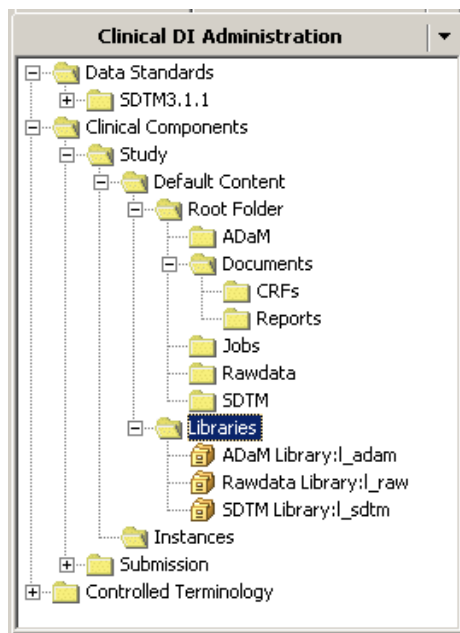 Clinical DI Administration
Data Standards
SDTM3.1.1
Clinical Components
Study
Default Content
Root Folder
ADaM
Documents
CRFs
Reports
Jobs
Rawdata
SDTM
Libraries
ADaM Library:l_adam
Rawdata Library:l_raw
SDTM Library:l_sdtm
Instances
Submission
Controlled Terminology